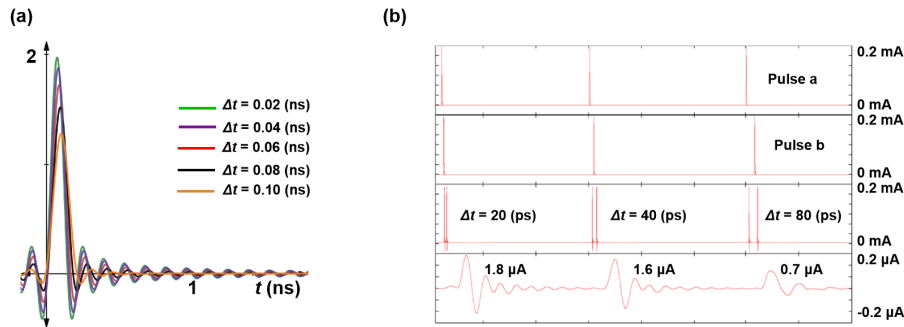 (a)
2
Δt = 0.02 (ns)
Δt = 0.04 (ns)
Δt = 0.06 (ns)
Δt = 0.08 (ns)
Δt = 0.10 (ns)
1
t (ns)
(b)
0.2 mA
Pulse a
0 mA
0.2 mA
Pulse b
0 mA
0.2 mA
Δt = 20 (ps)
Δt = 40 (ps)
Δt = 80 (ps)
0 mA
0.2 μA
1.8 μA
1.6 μA
0.7 μA
-0.2 μA